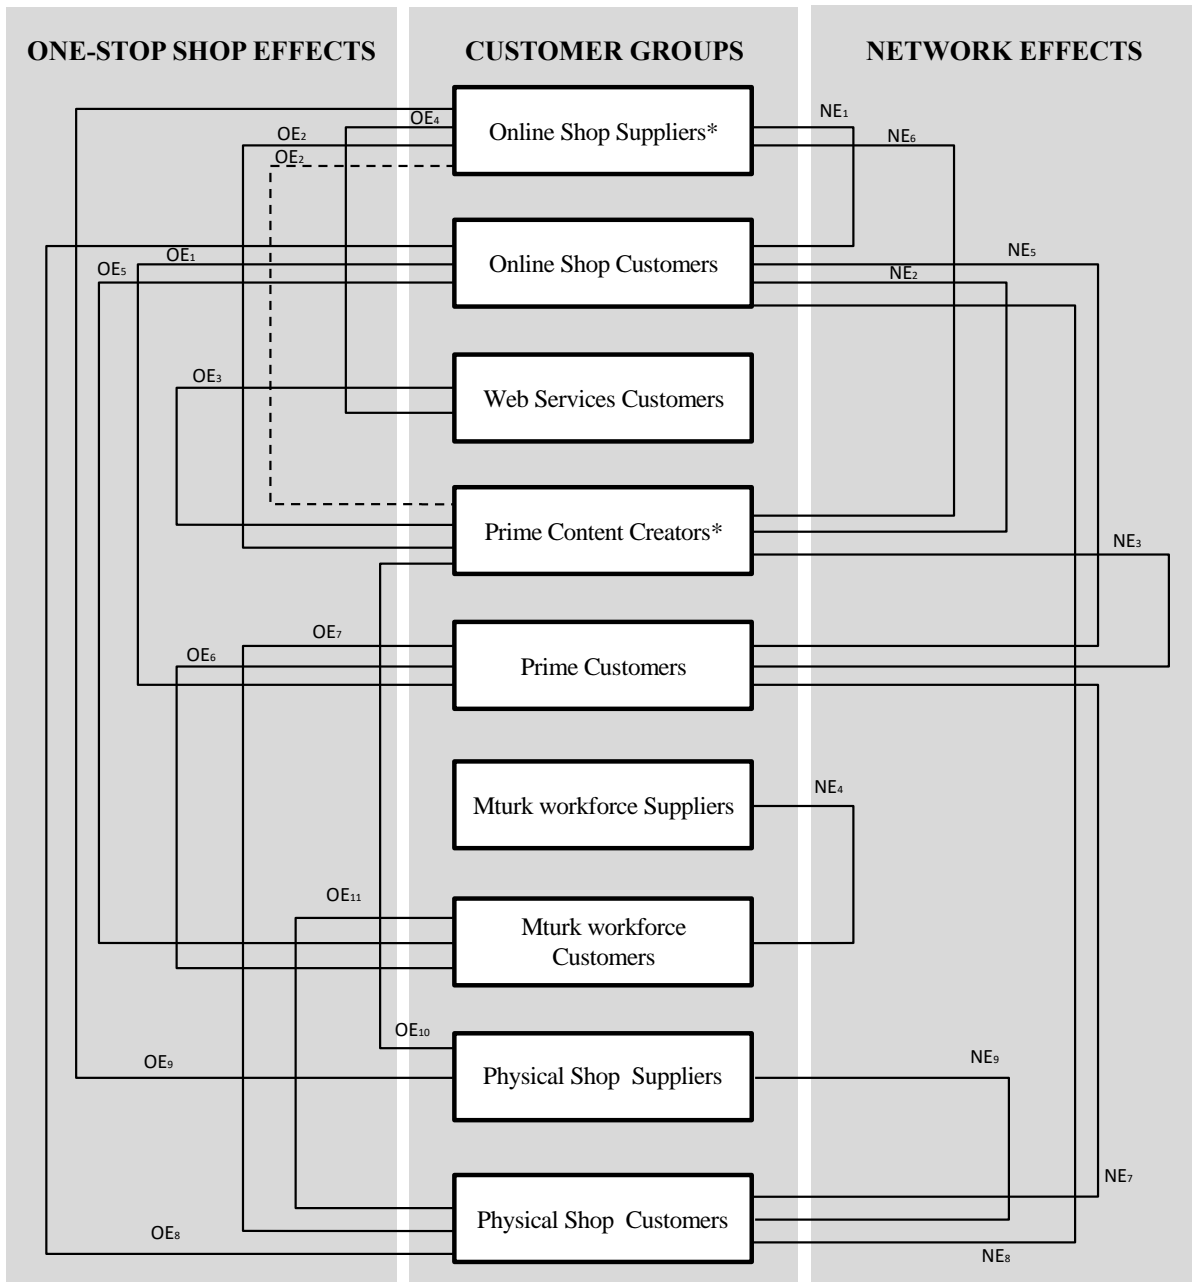 ONE-STOP SHOP EFFECTS
CUSTOMER GROUPS
NETWORK EFFECTS
OE₄
Online Shop Suppliers*
NE₁
OE₂
NE₆
OE₂
OE₁
Online Shop Customers
NE₅
OE₅
NE₂
OE₃
Web Services Customers
Prime Content Creators*
NE₃
OE₇
OE₆
Prime Customers
Mturk workforce Suppliers
NE₄
OE₁₁
Mturk workforce
Customers
OE₁₀
OE₉
Physical Shop Suppliers
NE₉
NE₇
Physical Shop Customers
OE₈
NE₈